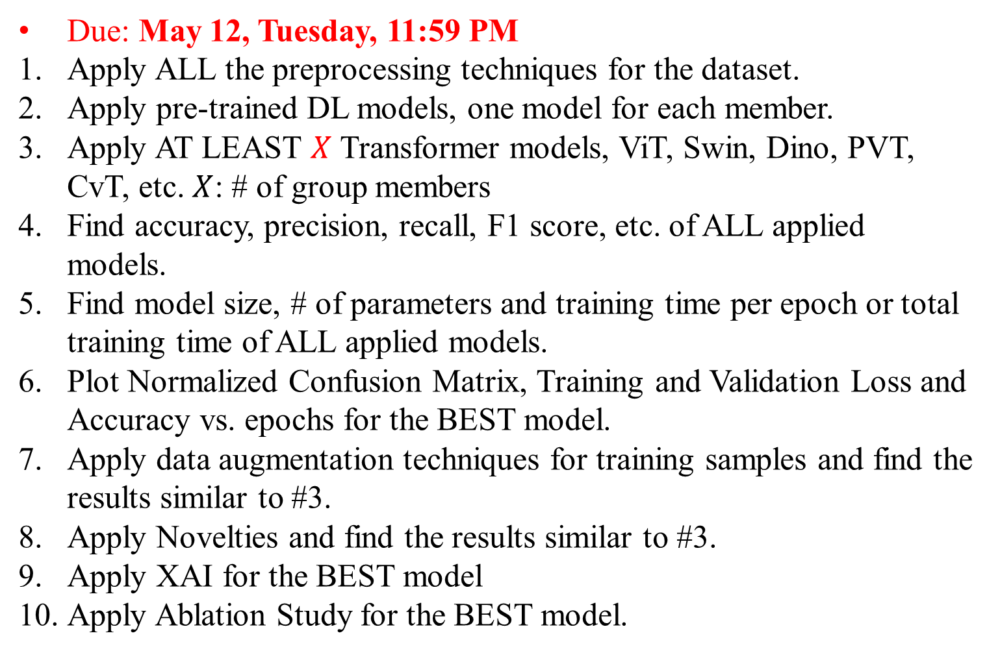 • Due: May 12, Tuesday, 11:59 PM
1. Apply ALL the preprocessing techniques for the dataset.
2. Apply pre-trained DL models, one model for each member.
3. Apply AT LEAST X Transformer models, ViT, Swin, Dino, PVT,
CvT, etc. X: # of group members
4. Find accuracy, precision, recall, F1 score, etc. of ALL applied
models.
5. Find model size, # of parameters and training time per epoch or total
training time of ALL applied models.
6. Plot Normalized Confusion Matrix, Training and Validation Loss and
Accuracy vs. epochs for the BEST model.
7. Apply data augmentation techniques for training samples and find the
results similar to #3.
8. Apply Novelties and find the results similar to #3.
9. Apply XAI for the BEST model
10. Apply Ablation Study for the BEST model.